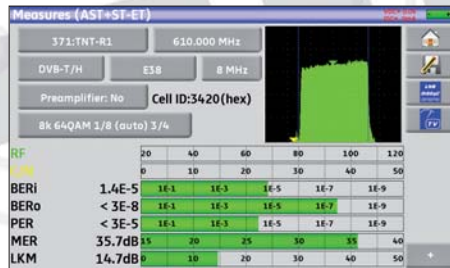 Measures (AST+ST-ET)
371:TNT-R1 610.000 MHz
DVB-T/H E38 8 MHz
Preamplifier: No Cell ID:3420(hex)
8k 64QAM 1/8 (auto) 3/4
RF 20 40 60 80 100 120
0 10 20 30 40 50
BERi 1.4E-5 1E-1 1E-3 1E-5 1E-7 1E-9
BERo < 3E-8 1E-1 1E-3 1E-5 1E-7 1E-9
PER < 3E-5 1E-1 1E-3 1E-5 1E-7 1E-9
MER 35.7dB 15 20 25 30 35 40
LKM 14.7dB 0 10 20 30 40 50
TV